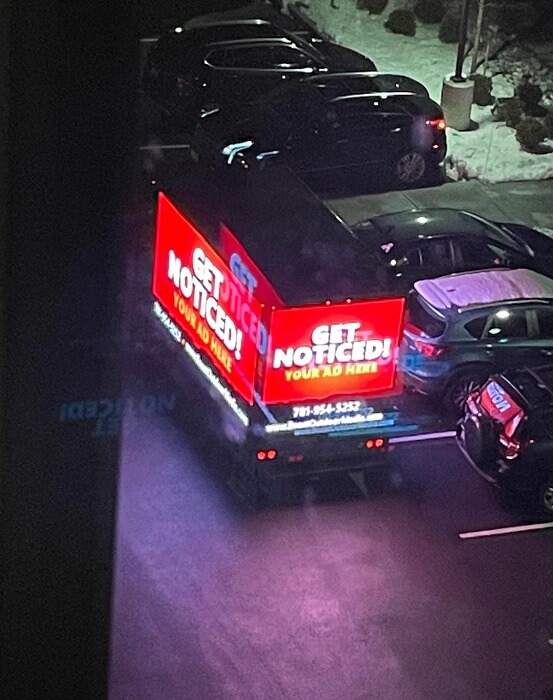 GET
NOTICED!
YOUR AD HERE
GET
NOTICED!
YOUR AD HERE
781-954-5252